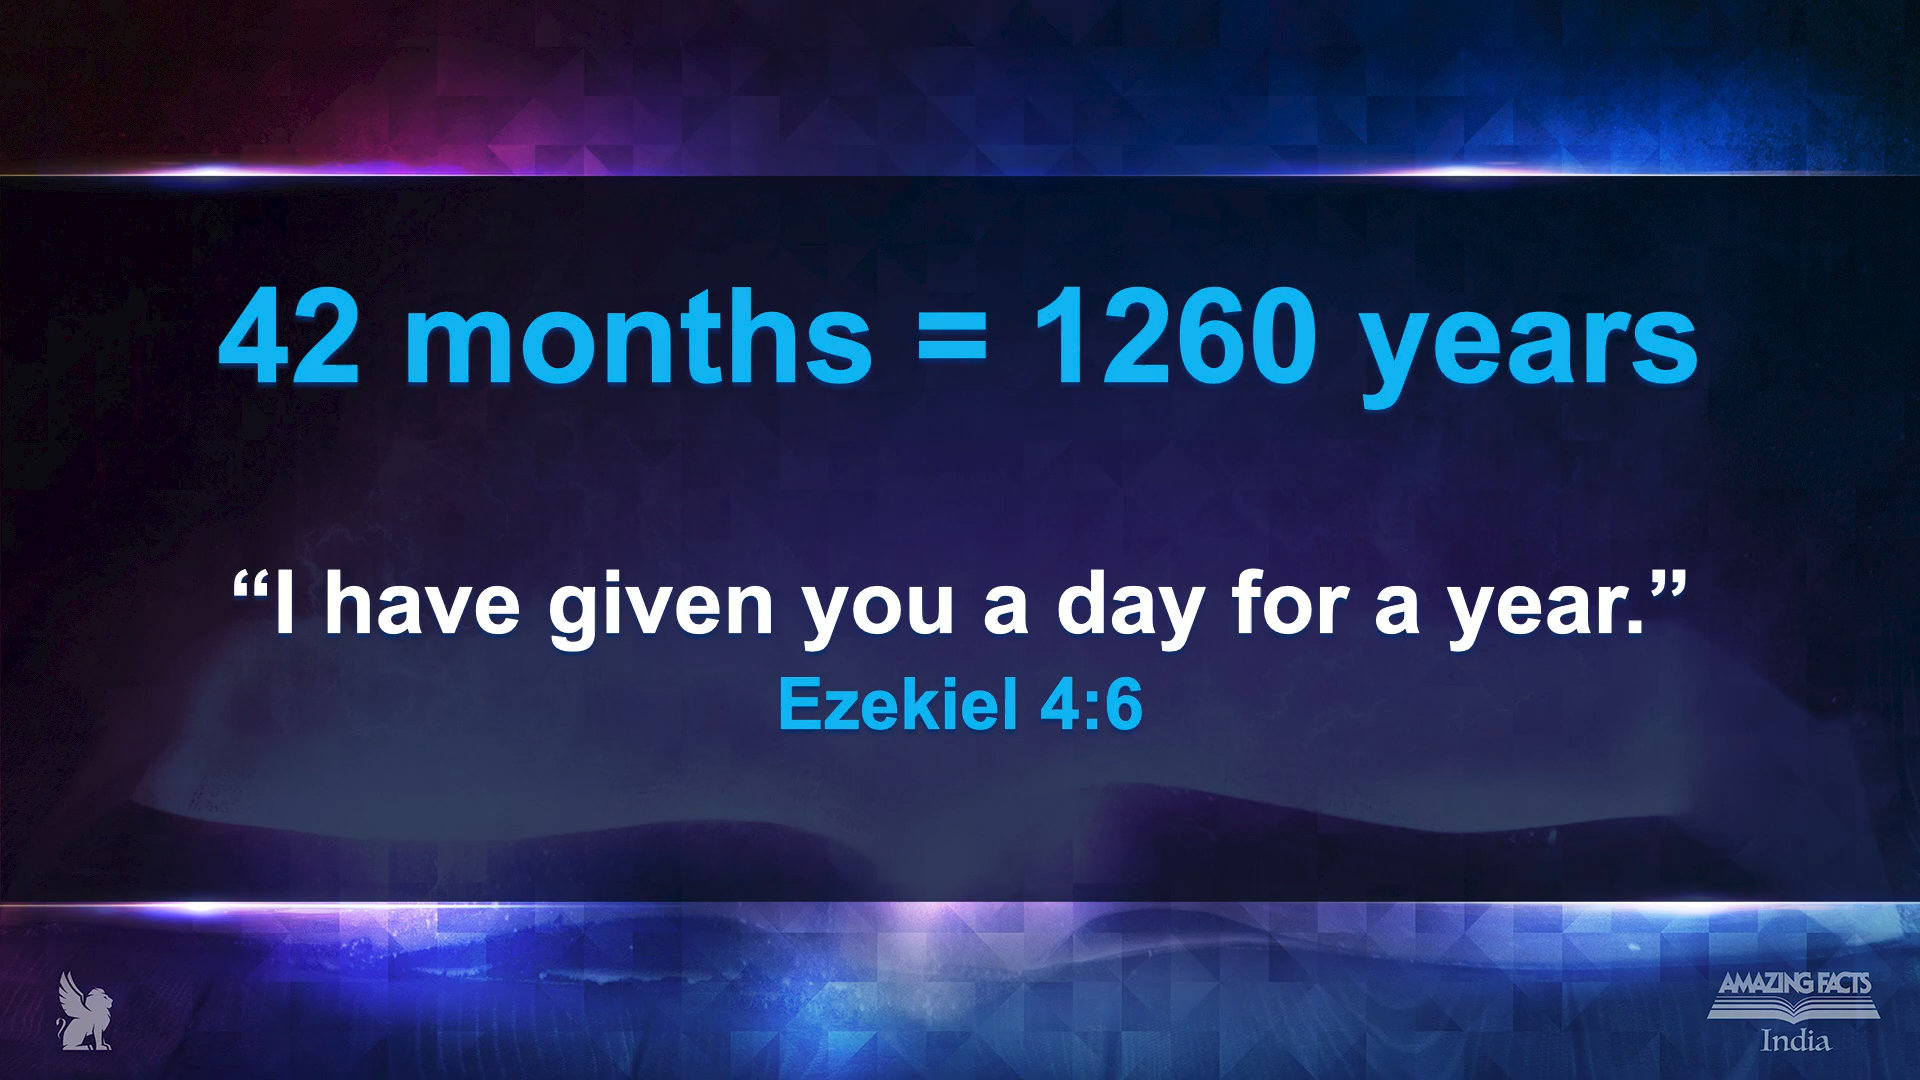 42 months = 1260 years
“I have given you a day for a year.”
Ezekiel 4:6
AMAZING FACTS
India